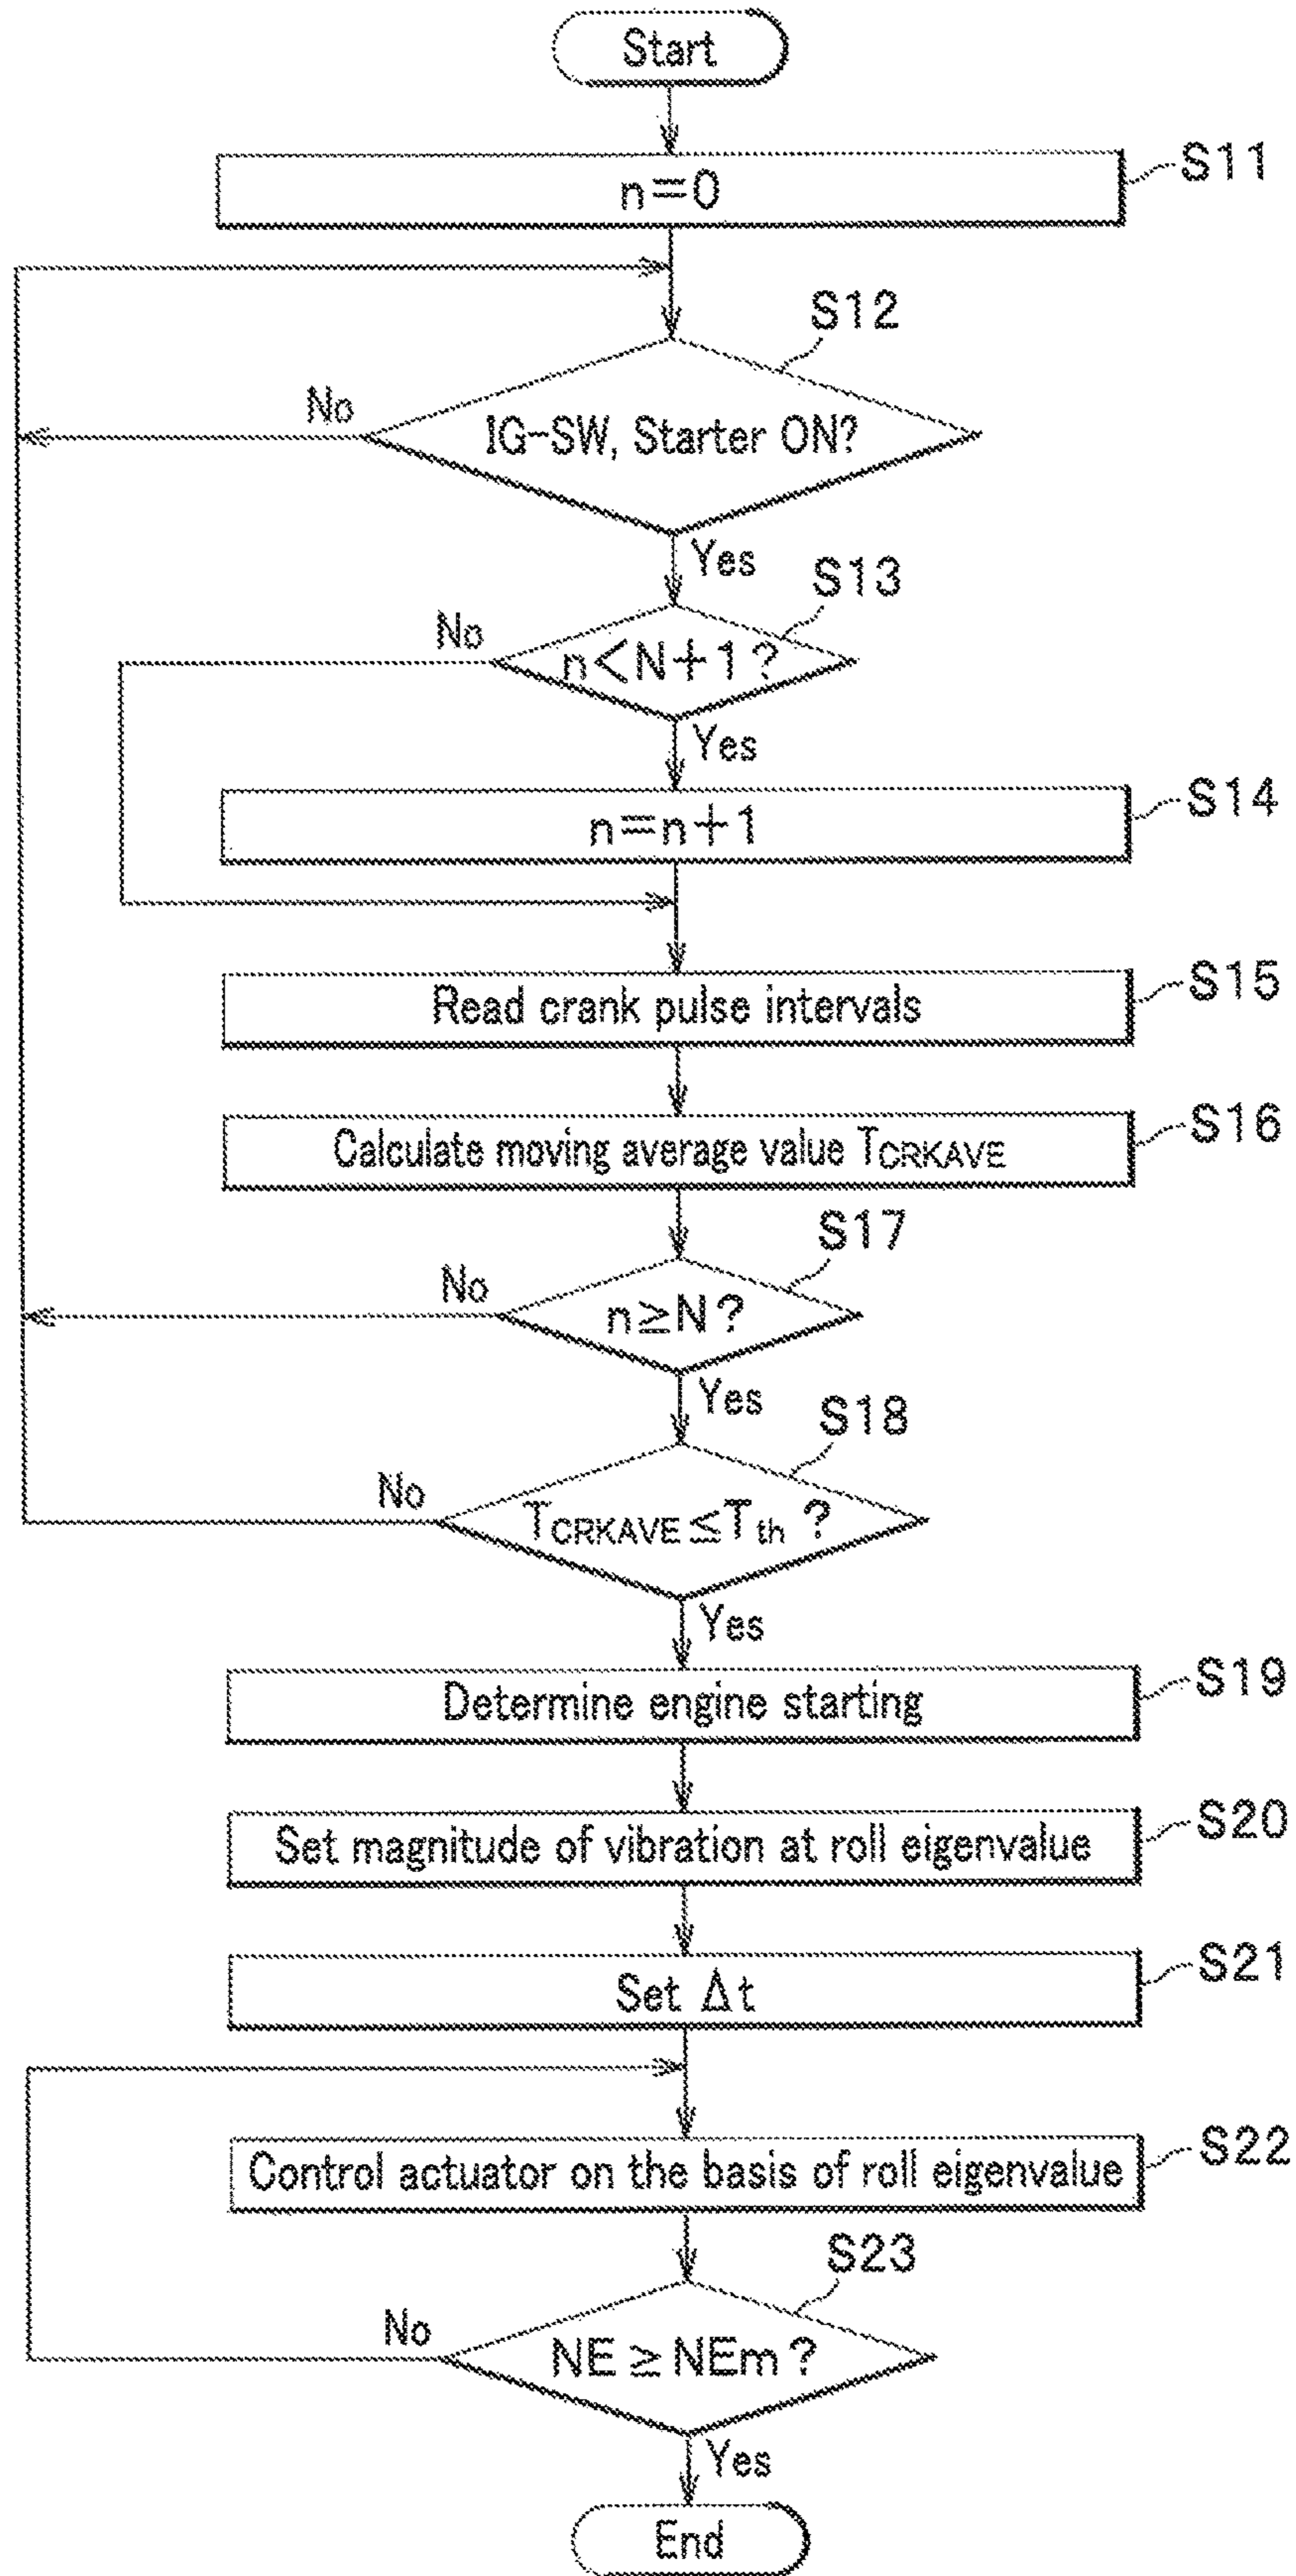 Start
n=0
S11
S12
IG-SW, Starter ON?
No
Yes
S13
n<N+1?
No
Yes
n=n+1
S14
Read crank pulse intervals
S15
Calculate moving average value TCRKAVE
S16
S17
n≧N?
No
Yes
S18
TCRKAVE≦Tth ?
No
Yes
Determine engine starting
S19
Set magnitude of vibration at roll eigenvalue
S20
Set Δt
S21
Control actuator on the basis of roll eigenvalue
S22
S23
NE ≧ NEm ?
No
Yes
End